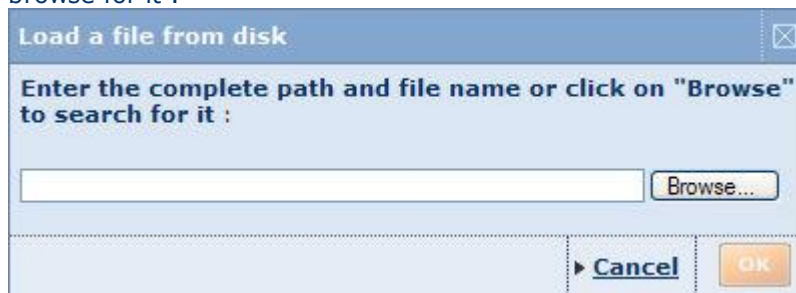 browse for it :
Load a file from disk
Enter the complete path and file name or click on "Browse"
to search for it :
Browse...
Cancel
OK